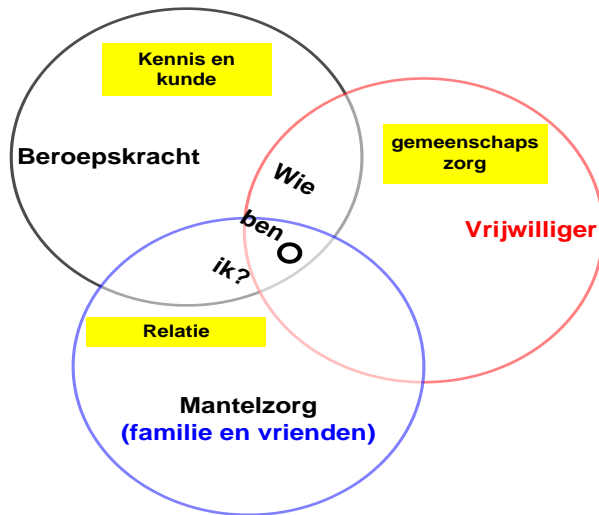 Kennis en
kunde
Beroepskracht
gemeenschaps
zorg
Wie
ben
ik?
Vrijwilliger
Relatie
Mantelzorg
(familie en vrienden)